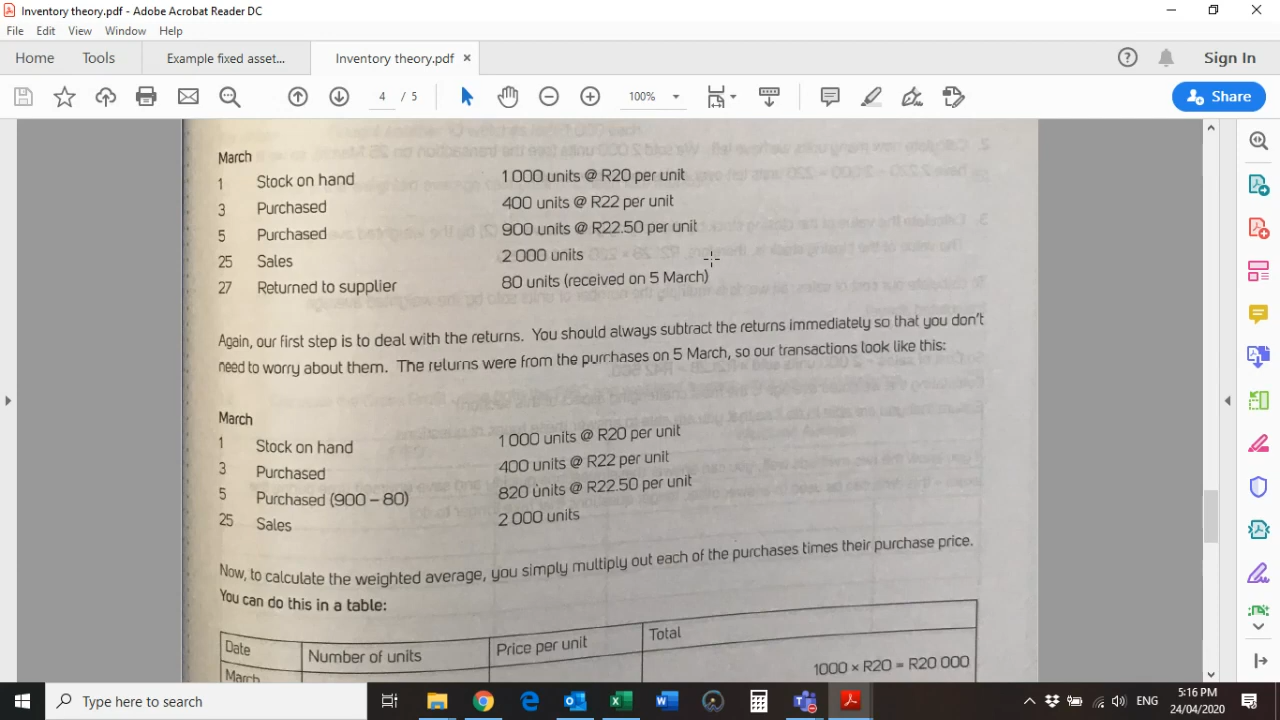 Inventory theory.pdf - Adobe Acrobat Reader DC
File Edit View Window Help
Home Tools Example fixed asset... Inventory theory.pdf × Sign In
4 / 5 100% Share
March
1 Stock on hand 1 000 units @ R20 per unit
3 Purchased 400 units @ R22 per unit
5 Purchased 900 units @ R22.50 per unit
25 Sales 2 000 units
27 Returned to supplier 80 units (received on 5 March)
Again, our first step is to deal with the returns. You should always subtract the returns immediately so that you don't
need to worry about them. The returns were from the purchases on 5 March, so our transactions look like this:
March
1 Stock on hand 1 000 units @ R20 per unit
3 Purchased 400 units @ R22 per unit
5 Purchased (900 – 80) 820 units @ R22.50 per unit
25 Sales 2 000 units
Now, to calculate the weighted average, you simply multiply out each of the purchases times their purchase price.
You can do this in a table:
Date Number of units Price per unit Total
March 1000 × R20 = R20 000
Type here to search
ENG
5:16 PM
24/04/2020